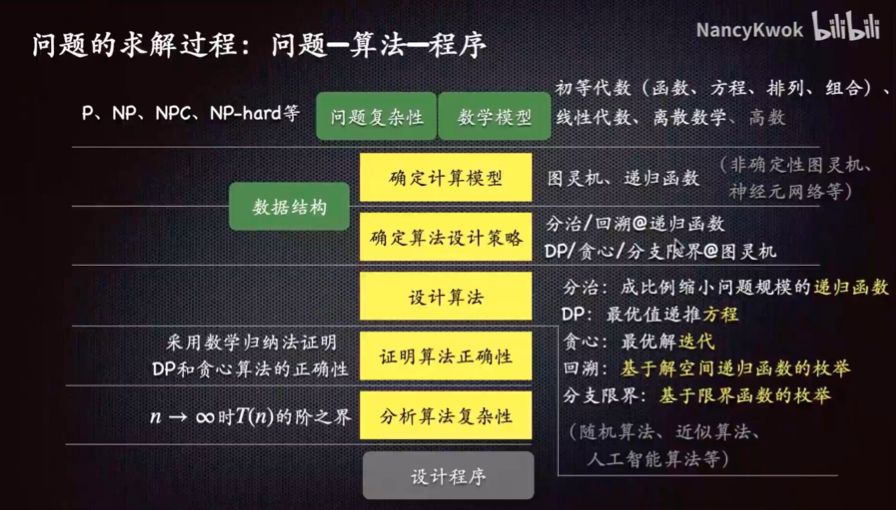 NancyKwok bilibili
问题的求解过程：问题—算法—程序
初等代数（函数、方程、排列、组合）、
P、NP、NPC、NP-hard等 问题复杂性 数学模型 线性代数、离散数学、高数
确定计算模型 图灵机、递归函数 （非确定性图灵机、
神经元网络等）
数据结构
确定算法设计策略 分治/回溯@递归函数
DP/贪心/分支限界@图灵机
设计算法 分治：成比例缩小问题规模的递归函数
DP：最优值递推方程
采用数学归纳法证明 贪心：最优解迭代
DP和贪心算法的正确性 证明算法正确性 回溯：基于解空间递归函数的枚举
分支限界：基于限界函数的枚举
n → ∞时T(n)的阶之界 分析算法复杂性 （随机算法、近似算法、
人工智能算法等）
设计程序